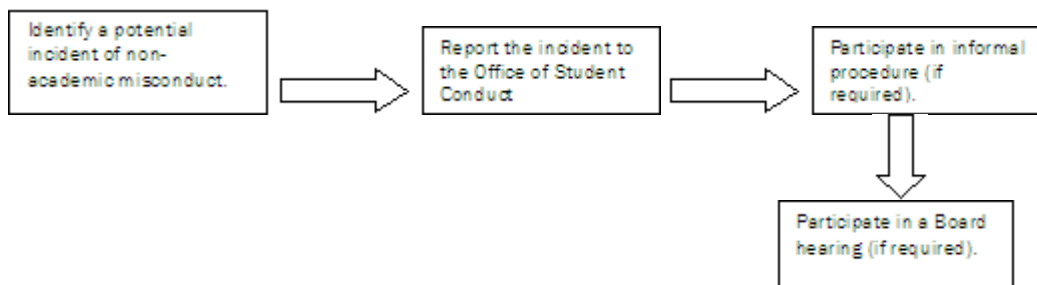 Identify a potential
incident of non-
academic misconduct.
Report the incident to
the Office of Student
Conduct
Participate in informal
procedure (if
required).
Participate in a Board
hearing (if required).